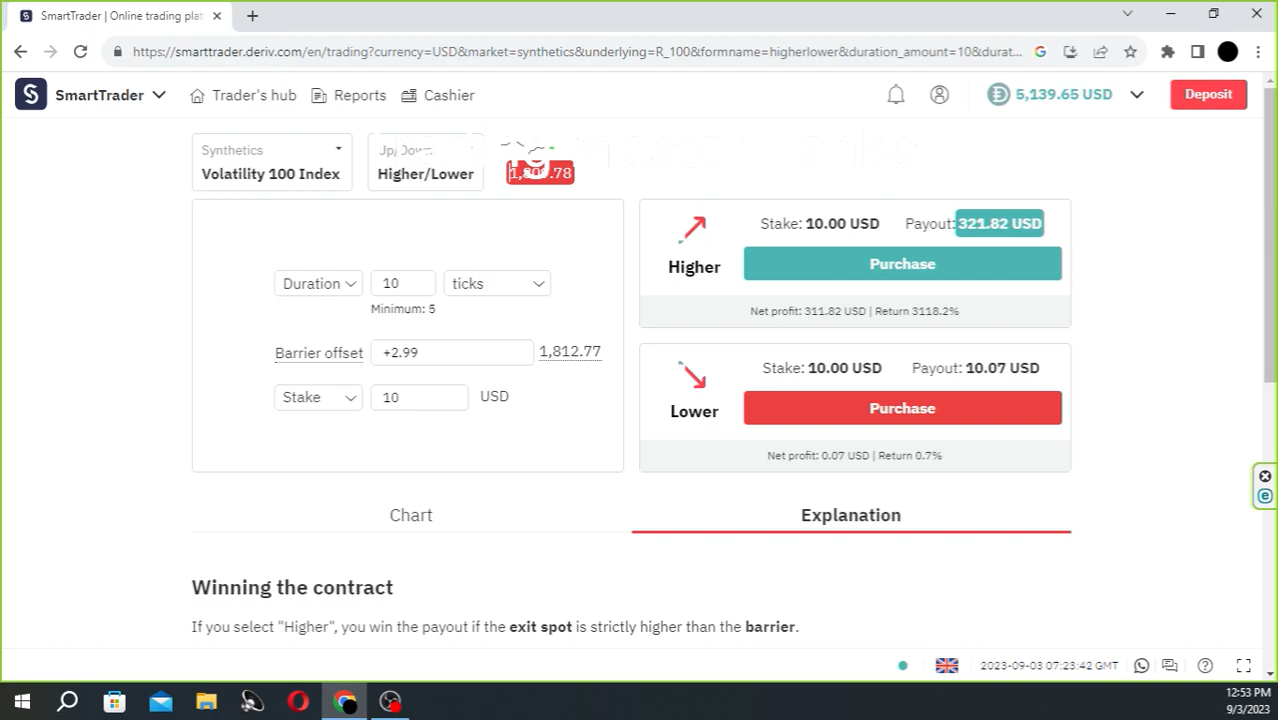 SmartTrader | Online trading plat
https://smarttrader.deriv.com/en/trading?currency=USD&market=synthetics&underlying=R_100&formname=higherlower&duration_amount=10&durat...
SmartTrader Trader's hub Reports Cashier 5,139.65 USD Deposit
Synthetics Up/Down
Volatility 100 Index Higher/Lower
Stake: 10.00 USD Payout: 321.82 USD
Higher Purchase
Net profit: 311.82 USD | Return 3118.2%
Duration 10 ticks
Minimum: 5
Barrier offset +2.99 1,812.77
Stake 10 USD
Stake: 10.00 USD Payout: 10.07 USD
Lower Purchase
Net profit: 0.07 USD | Return 0.7%
Chart Explanation
Winning the contract
If you select "Higher", you win the payout if the exit spot is strictly higher than the barrier.
2023-09-03 07:23:42 GMT
12:53 PM
9/3/2023